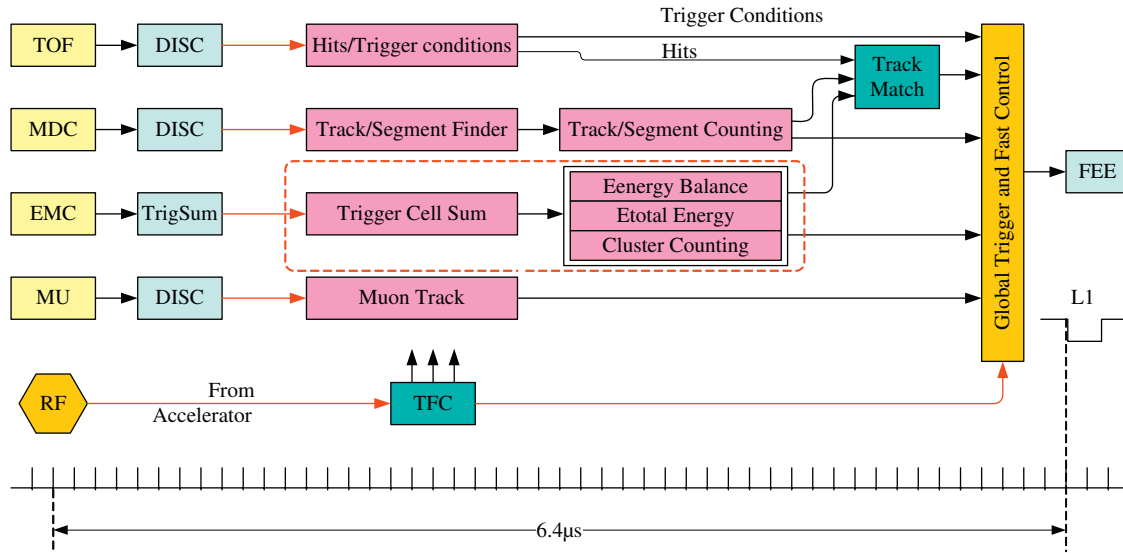 Trigger Conditions
TOF
DISC
Hits/Trigger conditions
Hits
Track
Match
MDC
DISC
Track/Segment Finder
Track/Segment Counting
Global Trigger and Fast Control
FEE
EMC
TrigSum
Trigger Cell Sum
Eenergy Balance
Etotal Energy
Cluster Counting
MU
DISC
Muon Track
L1
RF
From
Accelerator
TFC
6.4μs